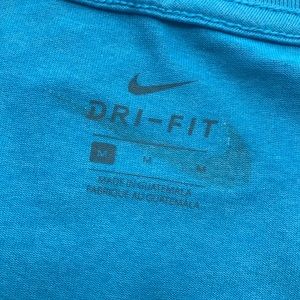 DRI-FIT
M M M
MADE IN GUATEMALA
FABRIQUÉ AU GUATEMALA